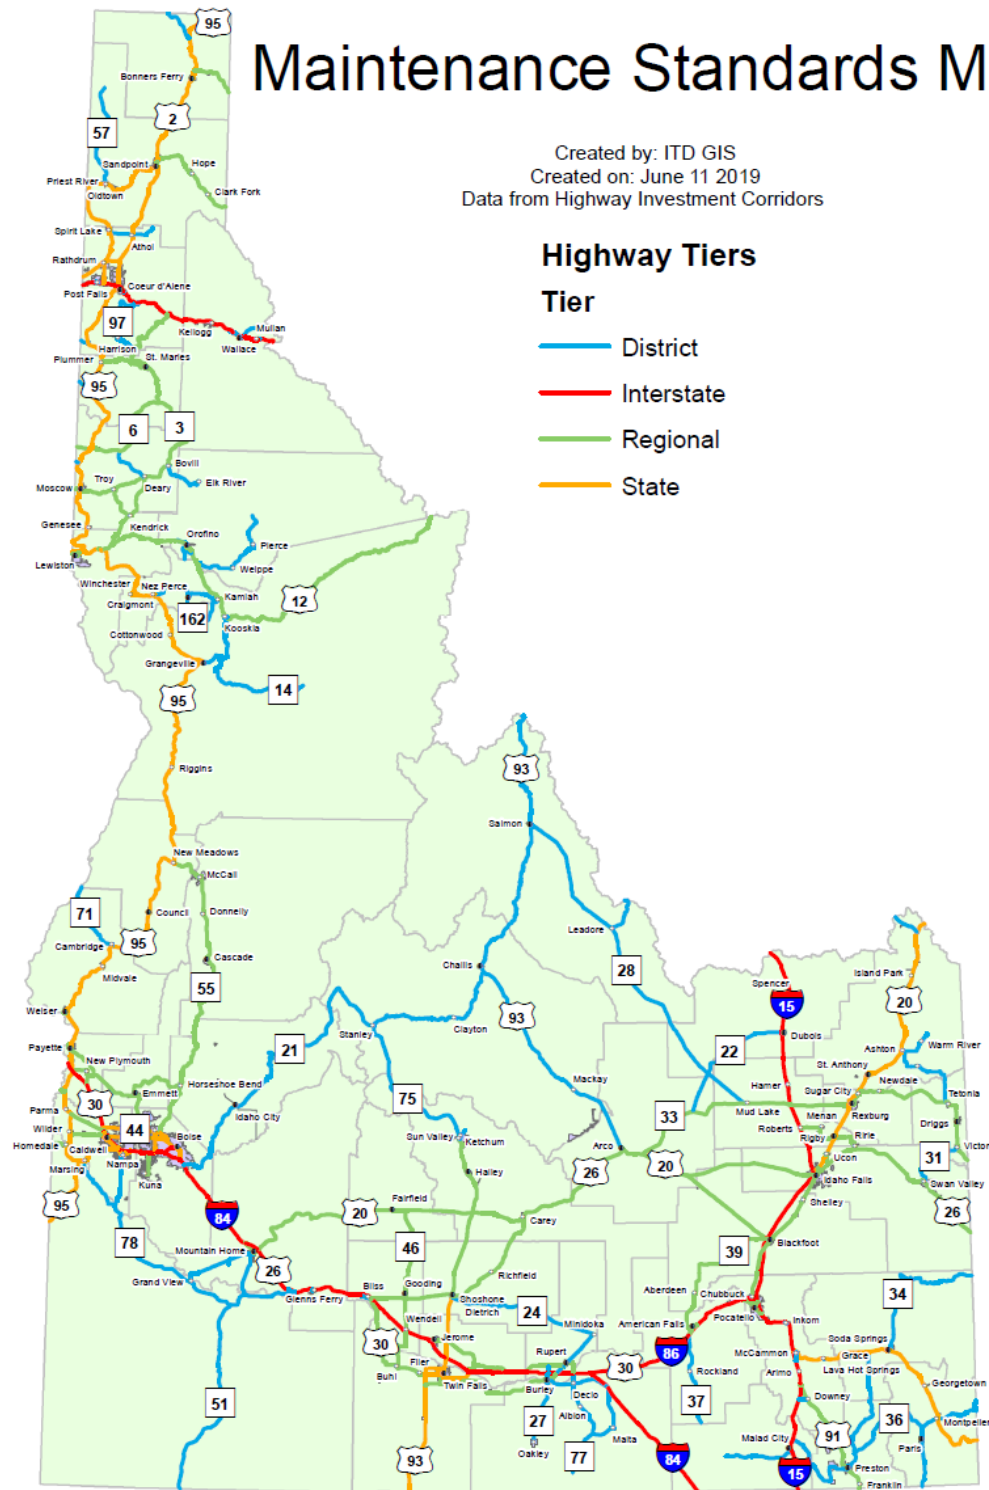 Maintenance Standards M
Created by: ITD GIS
Created on: June 11 2019
Data from Highway Investment Corridors
Highway Tiers
Tier
District
Interstate
Regional
State
95
Bonners Ferry
2
57
Sandpoint
Hope
Priest River
Oldtown
Clark Fork
Spirit Lake
Athol
Rathdrum
Post Falls
Coeur d'Alene
97
Kellogg
Mullan
Wallace
Harrison
Plummer
St. Maries
95
6
3
Bovill
Troy
Deary
Elk River
Moscow
Genesee
Kendrick
Orofino
Pierce
Lewiston
Weippe
Winchester
Nez Perce
Craigmont
Kamiah
12
162
Kooskia
Cottonwood
Grangeville
14
95
Riggins
93
Salmon
New Meadows
McCall
71
Council
Donnelly
Leadore
Cambridge
95
Cascade
Midvale
55
Challis
28
Spencer
Island Park
15
20
Weiser
Stanley
Clayton
93
Dubois
Payette
21
22
Ashton
Warm River
New Plymouth
St. Anthony
Newdale
Horseshoe Bend
Mackay
Hamer
Sugar City
Tetonia
Emmett
30
75
33
Mud Lake
Menan
Rexburg
Parma
Idaho City
Driggs
Wilder
44
Boise
Roberts
Rigby
Ririe
Homedale
Caldwell
Sun Valley
Ketchum
Arco
Victor
Ucon
31
Marsing
Nampa
Hailey
26
20
Idaho Falls
Swan Valley
Kuna
95
84
Fairfield
20
Carey
Shelley
26
78
Mountain Home
46
39
Blackfoot
26
Grand View
Glenns Ferry
Bliss
Gooding
Richfield
Aberdeen
Chubbuck
34
Shoshone
Dietrich
24
Pocatello
Wendell
Minidoka
American Falls
Inkom
30
Jerome
86
Soda Springs
Filer
Rupert
30
McCammon
Grace
Buhl
Arimo
Lava Hot Springs
Twin Falls
Burley
Declo
Rockland
Georgetown
51
37
Downey
27
Albion
36
Montpelier
Malta
91
Oakley
77
Malad City
Paris
93
84
15
Preston
Franklin